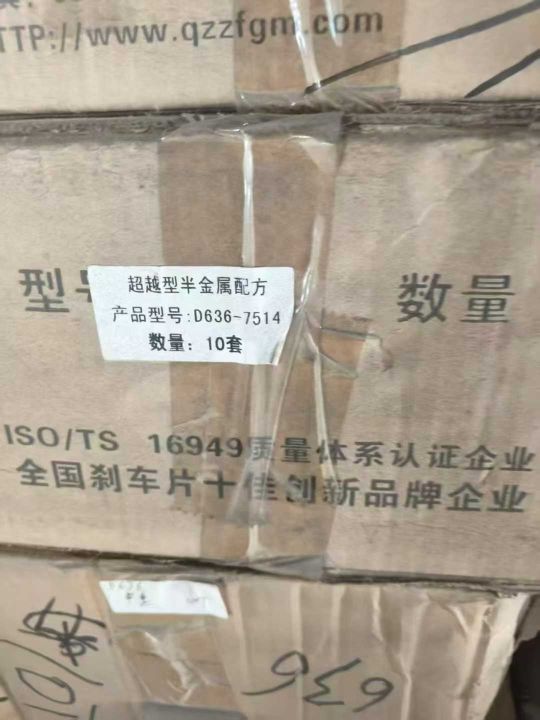 TTP://www.qzzfgm.com
型号
数量
超越型半金属配方
产品型号:D636-7514
数量: 10套
ISO/TS 16949质量体系认证企业
全国刹车片十佳创新品牌企业
D636
636